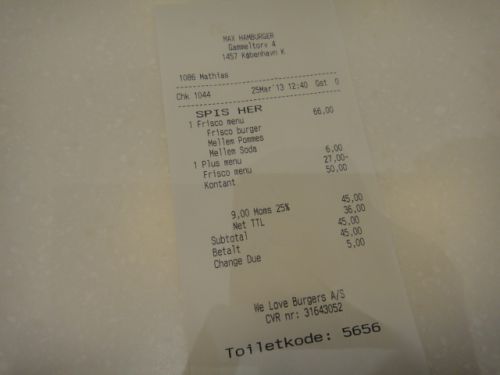 MAX HAMBURGER
Gammeltorv 4
1457 København K
1086 Mathias
Chk 1044 25Mar'13 12:40 Gst 0
SPIS HER
1 Frisco menu 66,00
Frisco burger
Mellem Pommes
Mellem Soda
1 Plus menu 6,00
Frisco menu 27,00-
Kontant 50,00
45,00
9,00 Moms 25% 36,00
Net TTL 45,00
Subtotal 45,00
Betalt 5,00
Change Due
We Love Burgers A/S
CVR nr: 31643052
Toiletkode: 5656